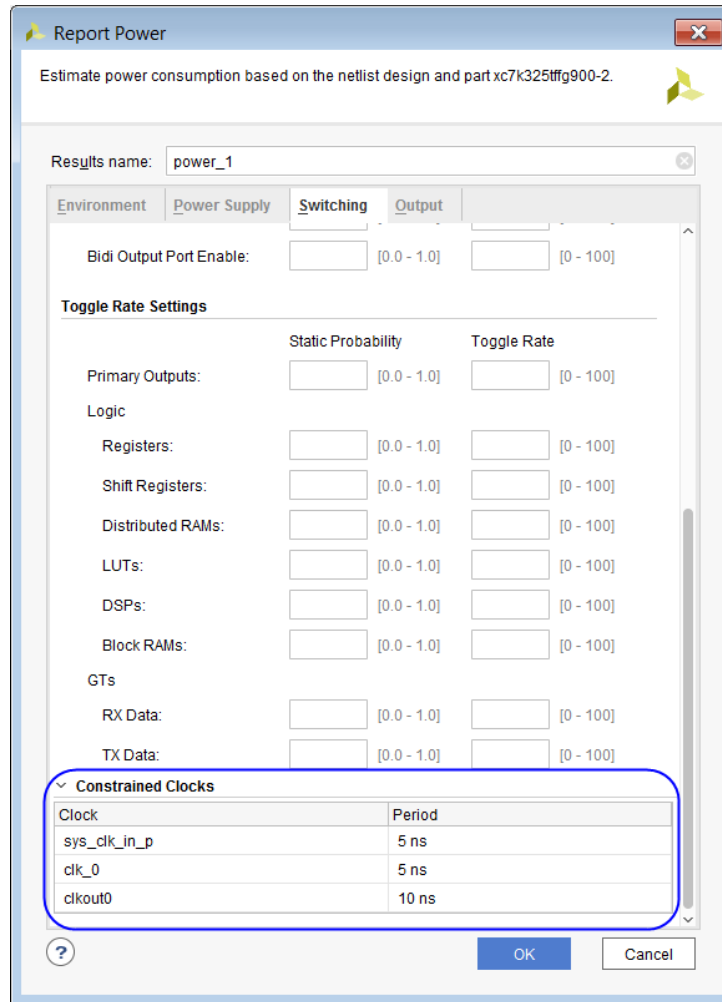 Report Power
Estimate power consumption based on the netlist design and part xc7k325tffg900-2.
Results name: power_1
Environment Power Supply Switching Output
Bidi Output Port Enable: [0.0 - 1.0] [0 - 100]
Toggle Rate Settings
Static Probability Toggle Rate
Primary Outputs: [0.0 - 1.0] [0 - 100]
Logic
Registers: [0.0 - 1.0] [0 - 100]
Shift Registers: [0.0 - 1.0] [0 - 100]
Distributed RAMs: [0.0 - 1.0] [0 - 100]
LUTs: [0.0 - 1.0] [0 - 100]
DSPs: [0.0 - 1.0] [0 - 100]
Block RAMs: [0.0 - 1.0] [0 - 100]
GTs
RX Data: [0.0 - 1.0] [0 - 100]
TX Data: [0.0 - 1.0] [0 - 100]
Constrained Clocks
Clock Period
sys_clk_in_p 5 ns
clk_0 5 ns
clkout0 10 ns
? OK Cancel